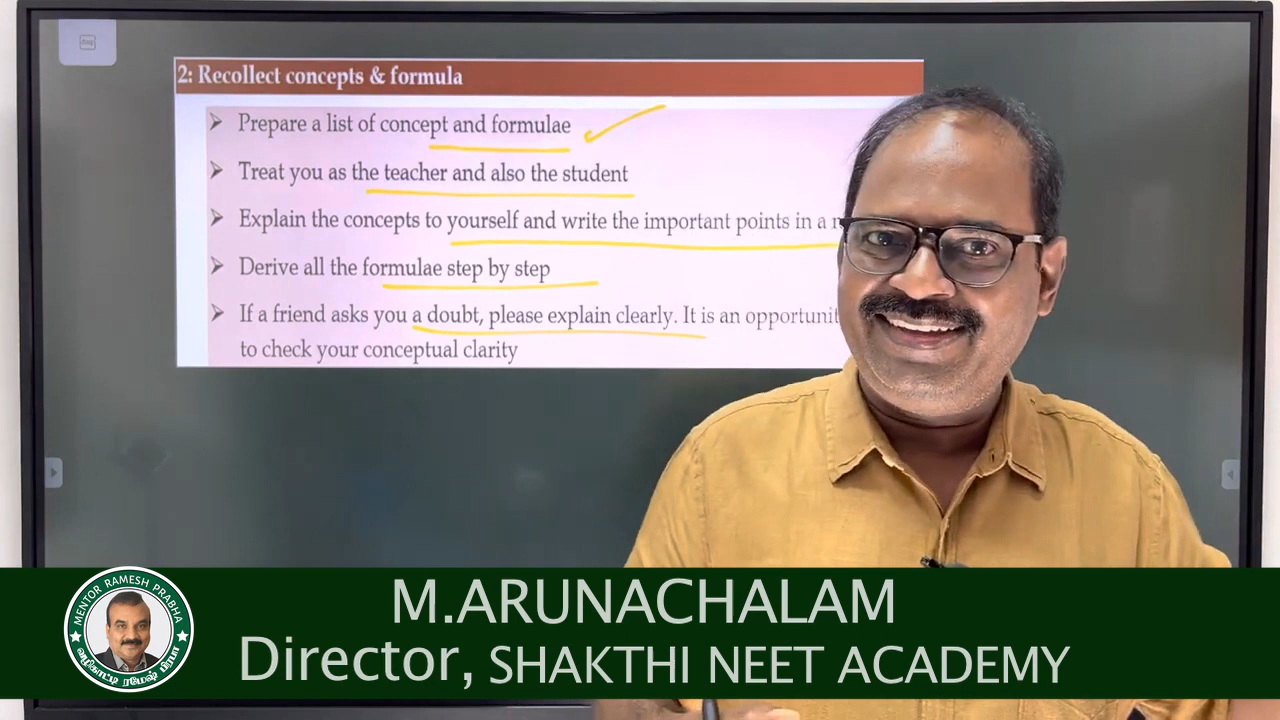 2: Recollect concepts & formula
➢ Prepare a list of concept and formulae
➢ Treat you as the teacher and also the student
➢ Explain the concepts to yourself and write the important points in a
➢ Derive all the formulae step by step
➢ If a friend asks you a doubt, please explain clearly. It is an
to check your conceptual clarity
M.ARUNACHALAM
Director, SHAKTHI NEET ACADEMY
MENTOR RAMESH PRABHA
வழிகாட்டி ரமேஷ் பிரபா